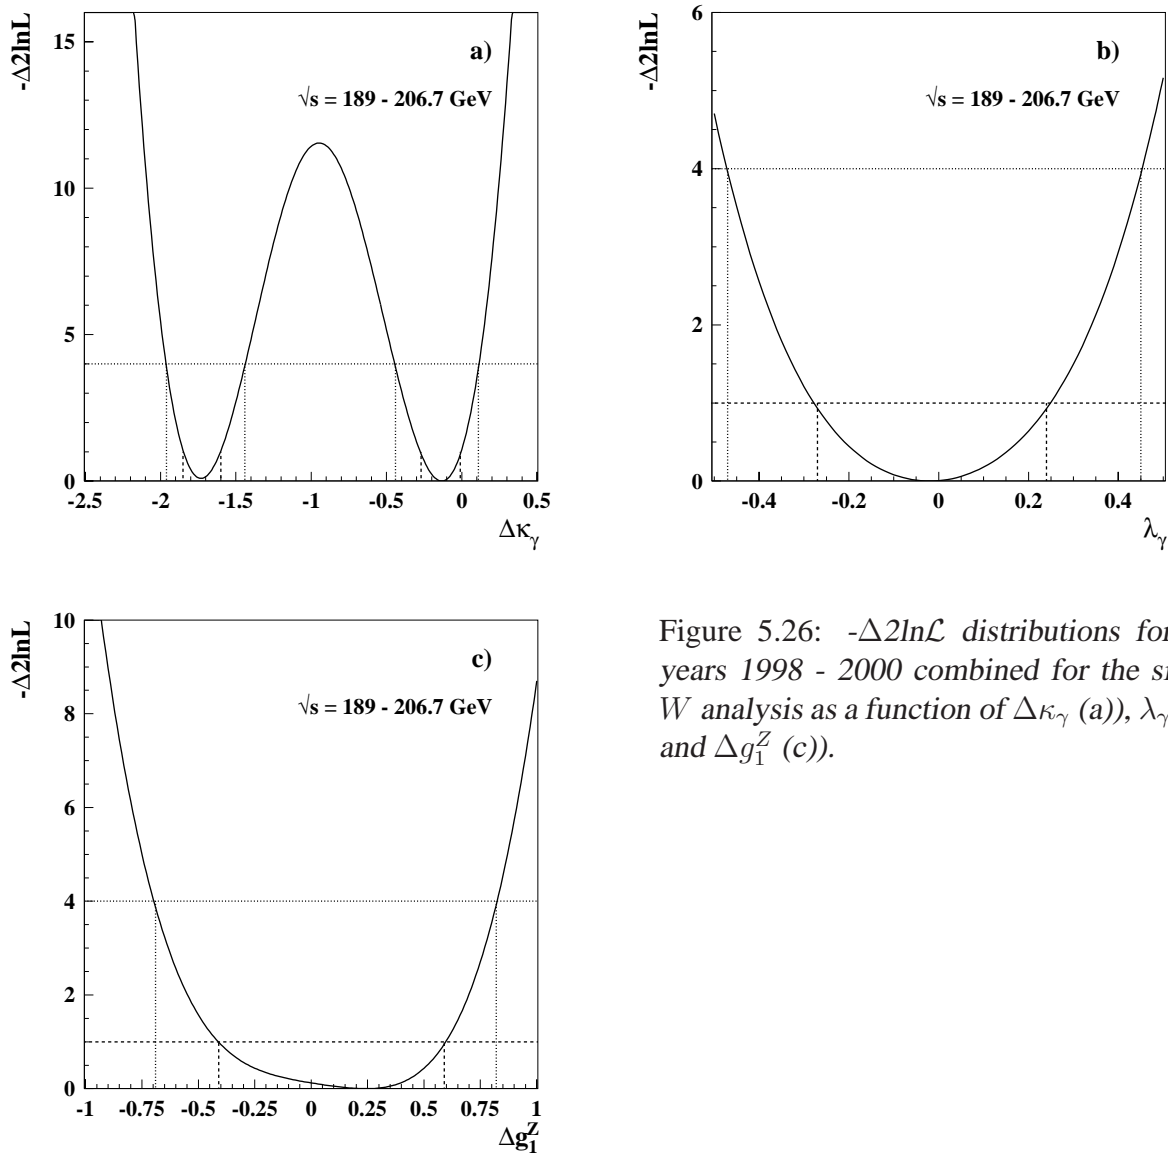 -Δ2lnL
a)
√s = 189 - 206.7 GeV
15
10
5
0
-2.5 -2 -1.5 -1 -0.5 0 0.5
Δκγ
-Δ2lnL
b)
√s = 189 - 206.7 GeV
6
4
2
0
-0.4 -0.2 0 0.2 0.4
λγ
-Δ2lnL
c)
√s = 189 - 206.7 GeV
10
8
6
4
2
0
-1 -0.75 -0.5 -0.25 0 0.25 0.5 0.75 1
Δg₁ᶻ
Figure 5.26: -Δ2lnℒ distributions for
years 1998 - 2000 combined for the
W analysis as a function of Δκγ (a)), λγ
and Δg₁ᶻ (c)).